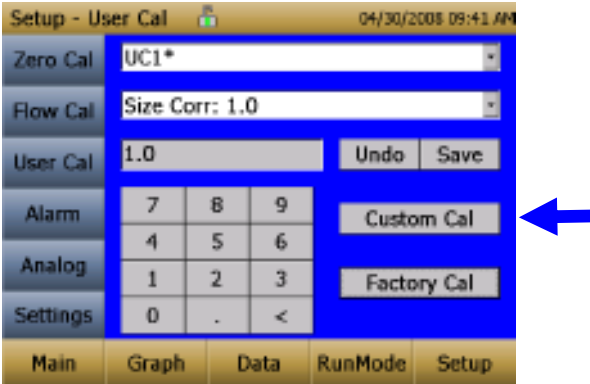 Setup - User Cal 04/30/2008 09:41 AM
Zero Cal UC1*
Flow Cal Size Corr: 1.0
User Cal 1.0 Undo Save
Alarm 7 8 9 Custom Cal
4 5 6
Analog 1 2 3 Factory Cal
Settings 0 . <
Main Graph Data RunMode Setup